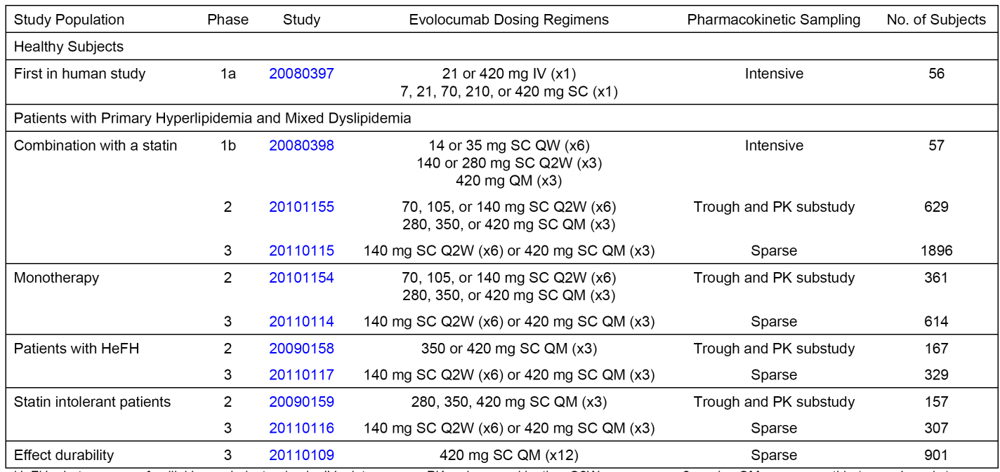 Study Population Phase Study Evolocumab Dosing Regimens Pharmacokinetic Sampling No. of Subjects
Healthy Subjects
First in human study 1a 20080397 21 or 420 mg IV (x1) Intensive 56
7, 21, 70, 210, or 420 mg SC (x1)
Patients with Primary Hyperlipidemia and Mixed Dyslipidemia
Combination with a statin 1b 20080398 14 or 35 mg SC QW (x6) Intensive 57
140 or 280 mg SC Q2W (x3)
420 mg QM (x3)
2 20101155 70, 105, or 140 mg SC Q2W (x6) Trough and PK substudy 629
280, 350, or 420 mg SC QM (x3)
3 20110115 140 mg SC Q2W (x6) or 420 mg SC QM (x3) Sparse 1896
Monotherapy 2 20101154 70, 105, or 140 mg SC Q2W (x6) Trough and PK substudy 361
280, 350, or 420 mg SC QM (x3)
3 20110114 140 mg SC Q2W (x6) or 420 mg SC QM (x3) Sparse 614
Patients with HeFH 2 20090158 350 or 420 mg SC QM (x3) Trough and PK substudy 167
3 20110117 140 mg SC Q2W (x6) or 420 mg SC QM (x3) Sparse 329
Statin intolerant patients 2 20090159 280, 350, 420 mg SC QM (x3) Trough and PK substudy 157
3 20110116 140 mg SC Q2W (x6) or 420 mg SC QM (x3) Sparse 307
Effect durability 3 20110109 420 mg SC QM (x12) Sparse 901